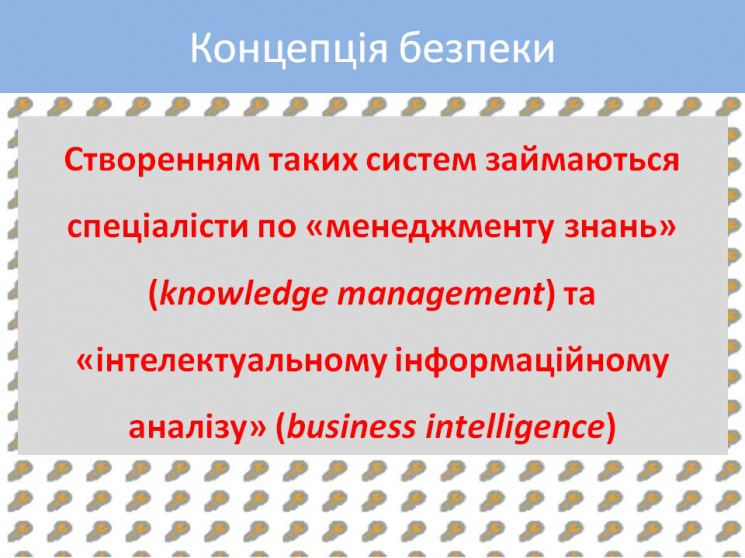 Концепція безпеки
Створенням таких систем займаються
спеціалісти по «менеджменту знань»
(knowledge management) та
«інтелектуальному інформаційному
аналізу» (business intelligence)